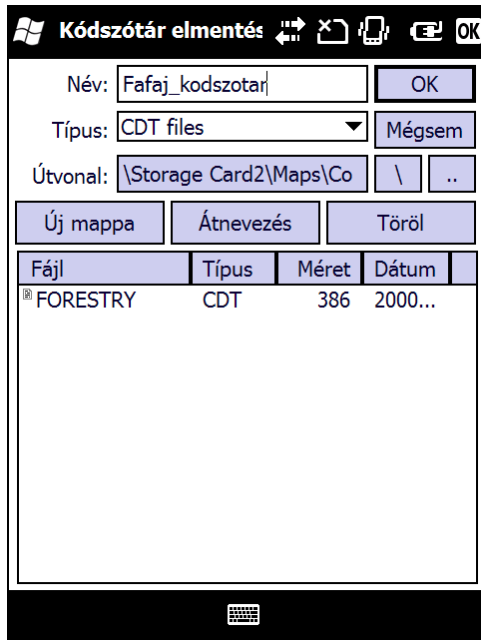 Kódszótár elmentés OK
Név: Fafaj_kodszotar OK
Típus: CDT files Mégsem
Útvonal: \Storage Card2\Maps\Co \ ..
Új mappa Átnevezés Töröl
Fájl Típus Méret Dátum
FORESTRY CDT 386 2000...